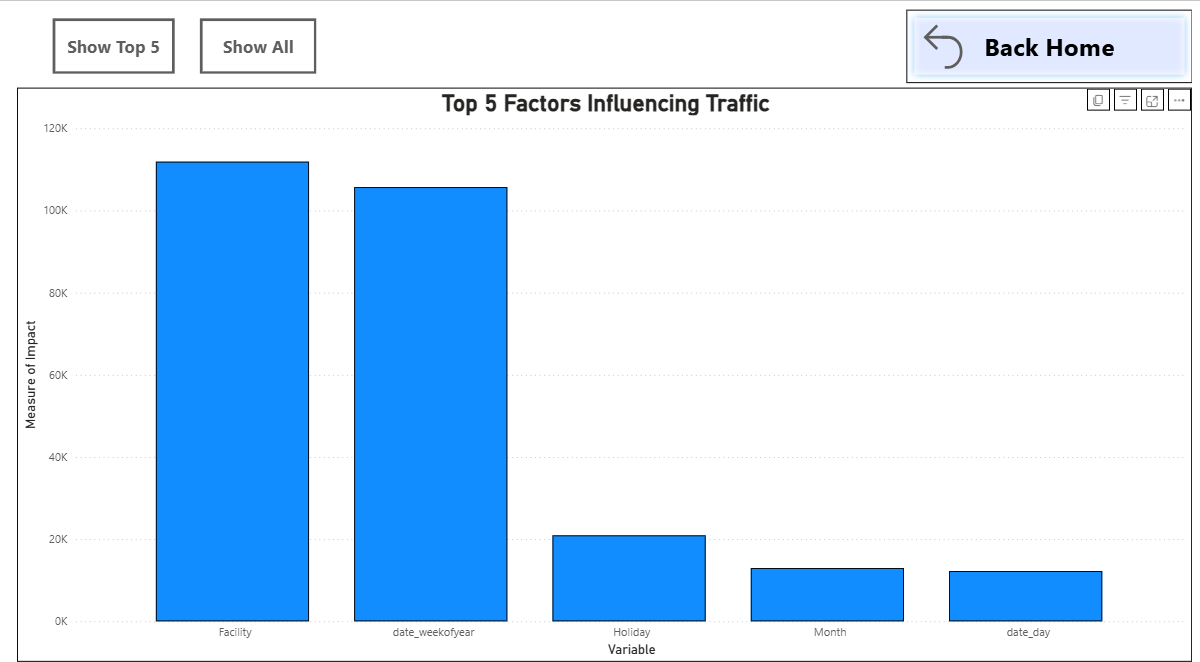 Show Top 5
Show All
Back Home
Top 5 Factors Influencing Traffic
120K
100K
80K
60K
40K
20K
0K
Measure of Impact
Facility
date_weekofyear
Holiday
Month
date_day
Variable